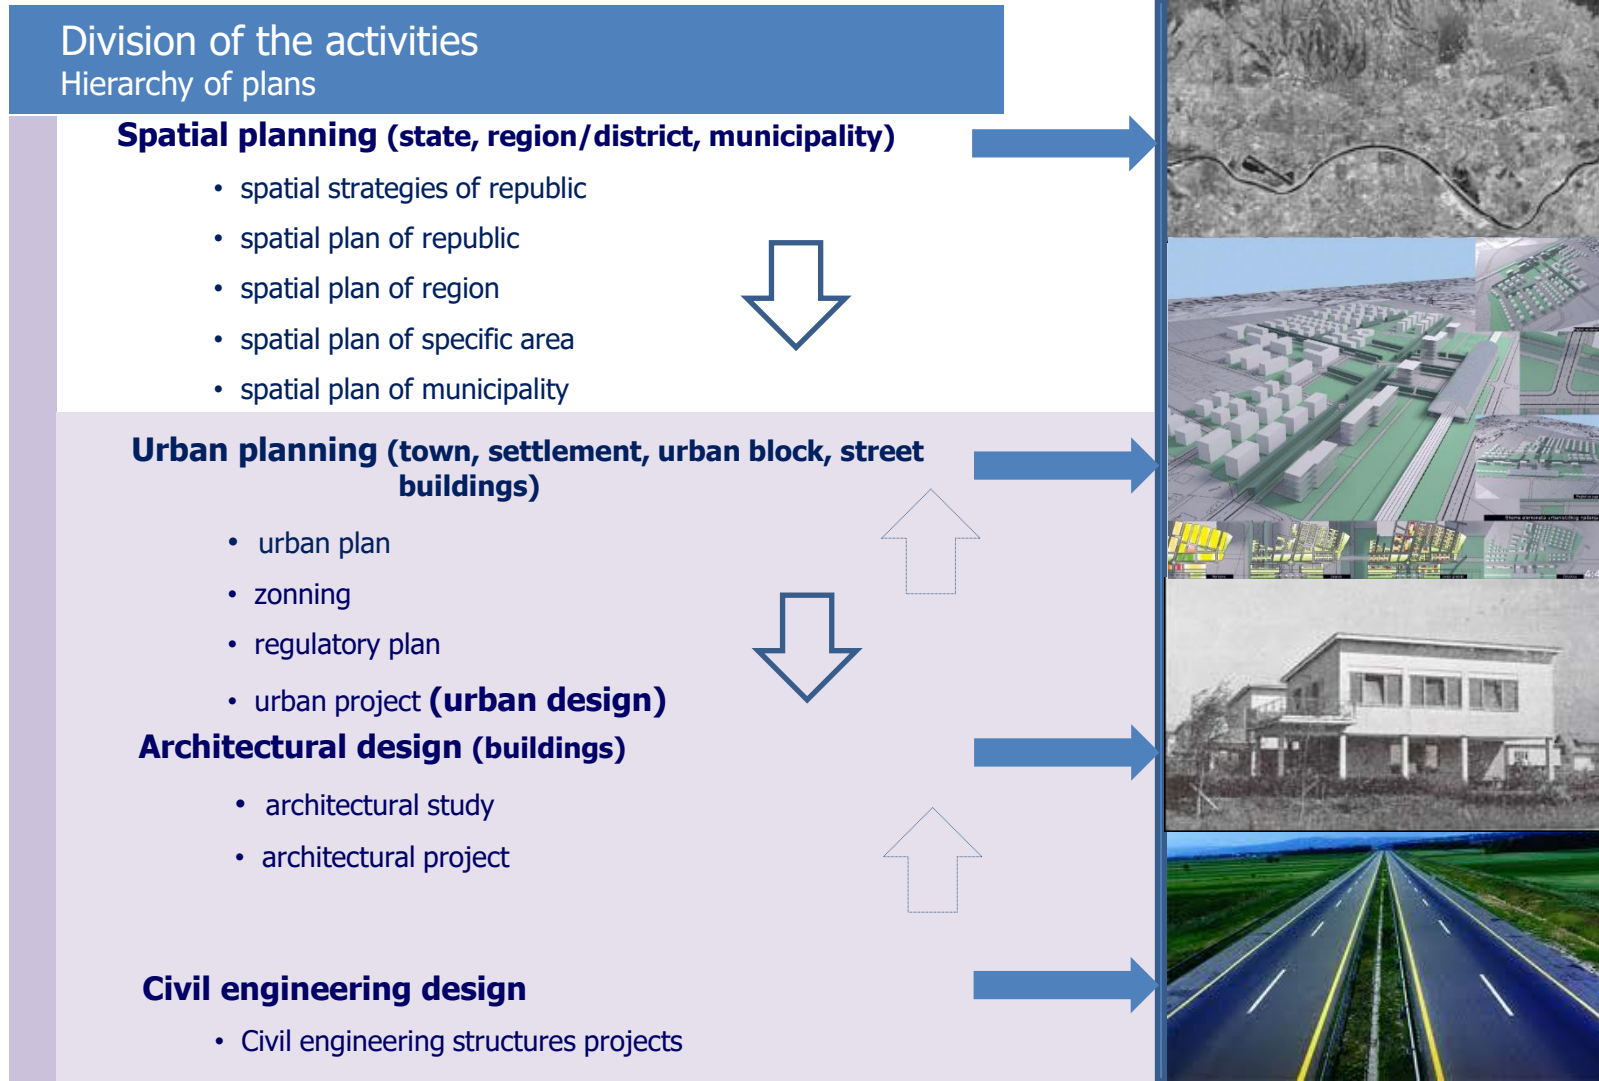 Division of the activities
Hierarchy of plans
Spatial planning (state, region/district, municipality)
• spatial strategies of republic
• spatial plan of republic
• spatial plan of region
• spatial plan of specific area
• spatial plan of municipality
Urban planning (town, settlement, urban block, street
buildings)
• urban plan
• zonning
• regulatory plan
• urban project (urban design)
Architectural design (buildings)
• architectural study
• architectural project
Civil engineering design
• Civil engineering structures projects